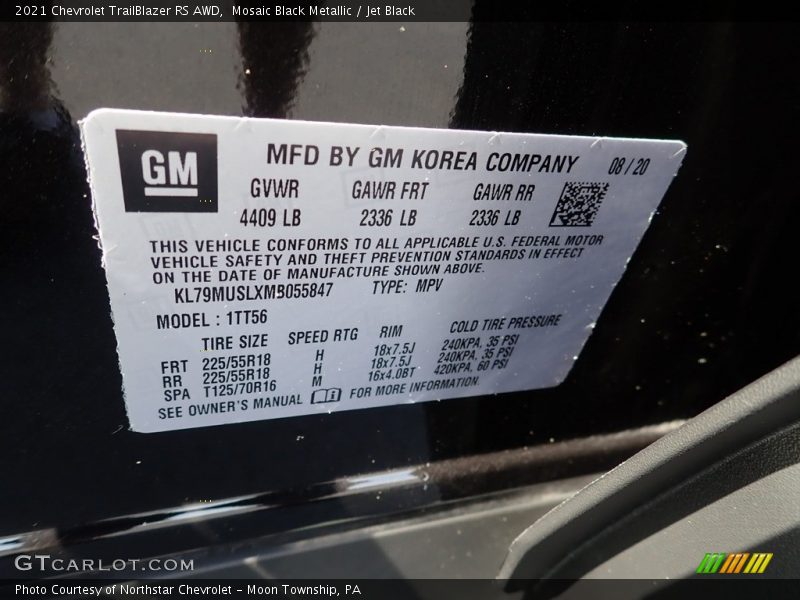 2021 Chevrolet TrailBlazer RS AWD,  Mosaic Black Metallic / Jet Black
GM MFD BY GM KOREA COMPANY 08/20
GVWR GAWR FRT GAWR RR
4409 LB 2336 LB 2336 LB
THIS VEHICLE CONFORMS TO ALL APPLICABLE U.S. FEDERAL MOTOR
VEHICLE SAFETY AND THEFT PREVENTION STANDARDS IN EFFECT
ON THE DATE OF MANUFACTURE SHOWN ABOVE.
KL79MUSLXMB055847 TYPE: MPV
MODEL : 1TT56
TIRE SIZE SPEED RTG RIM COLD TIRE PRESSURE
FRT 225/55R18 H 18x7.5J 240KPA, 35 PSI
RR 225/55R18 H 18x7.5J 240KPA, 35 PSI
SPA T125/70R16 M 16x4.0BT 420KPA, 60 PSI
SEE OWNER'S MANUAL FOR MORE INFORMATION.
GTCARLOT.COM
Photo Courtesy of Northstar Chevrolet - Moon Township, PA